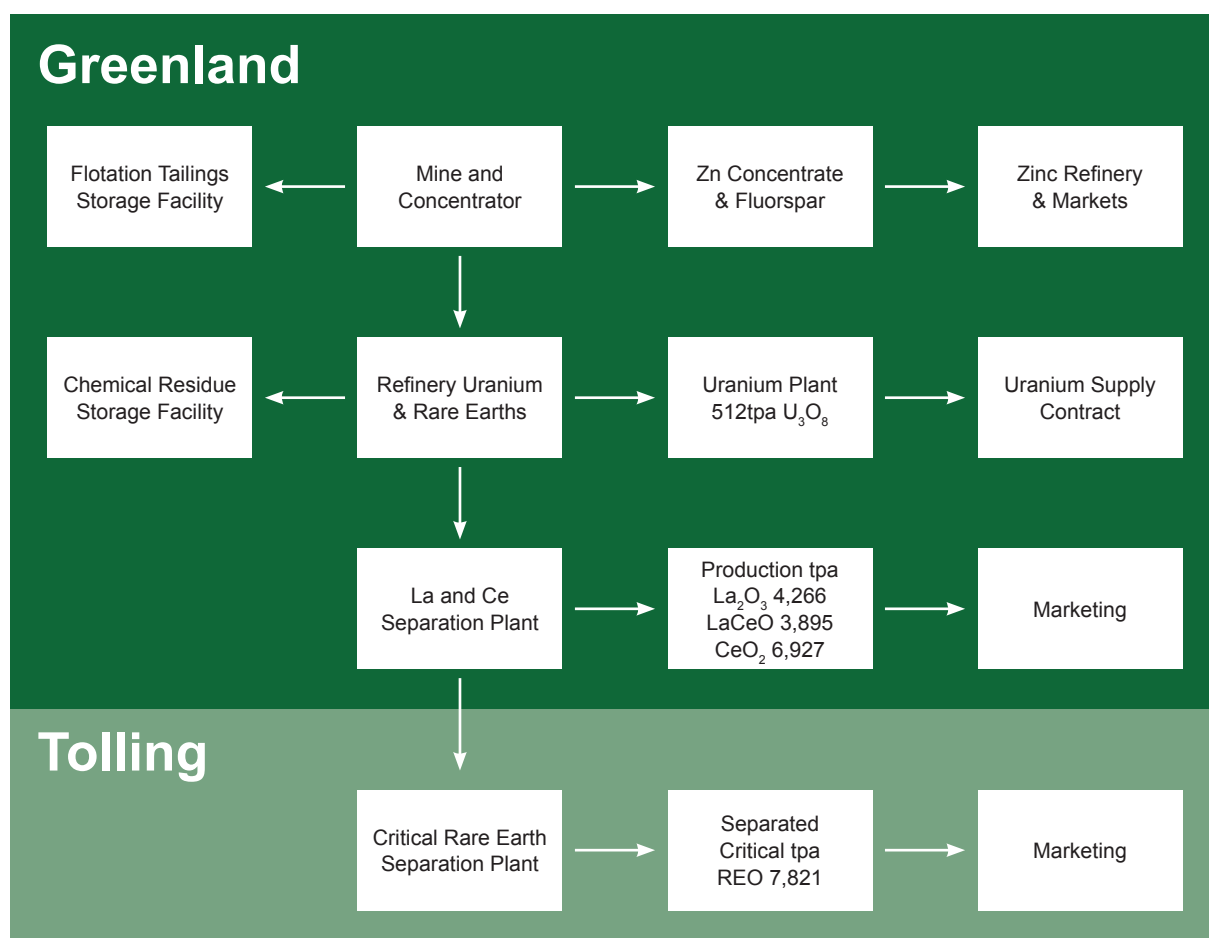 Greenland
Flotation Tailings
Storage Facility
Mine and
Concentrator
Zn Concentrate
& Fluorspar
Zinc Refinery
& Markets
Chemical Residue
Storage Facility
Refinery Uranium
& Rare Earths
Uranium Plant
512tpa U₃O₈
Uranium Supply
Contract
La and Ce
Separation Plant
Production tpa
La₂O₃ 4,266
LaCeO 3,895
CeO₂ 6,927
Marketing
Tolling
Critical Rare Earth
Separation Plant
Separated
Critical tpa
REO 7,821
Marketing